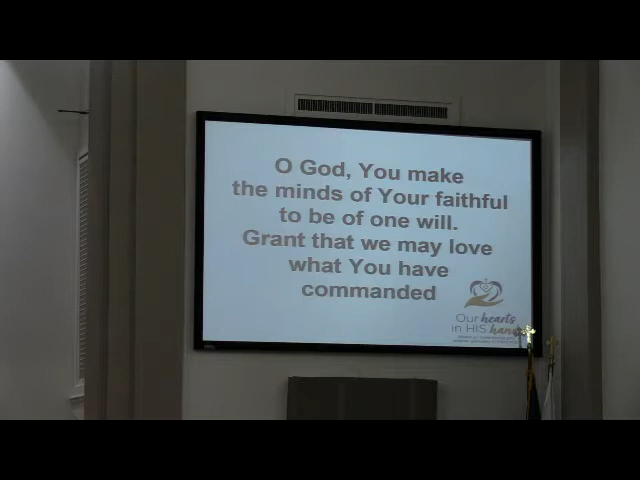 O God, You make
the minds of Your faithful
to be of one will.
Grant that we may love
what You have
commanded
Our hearts
in HIS hands